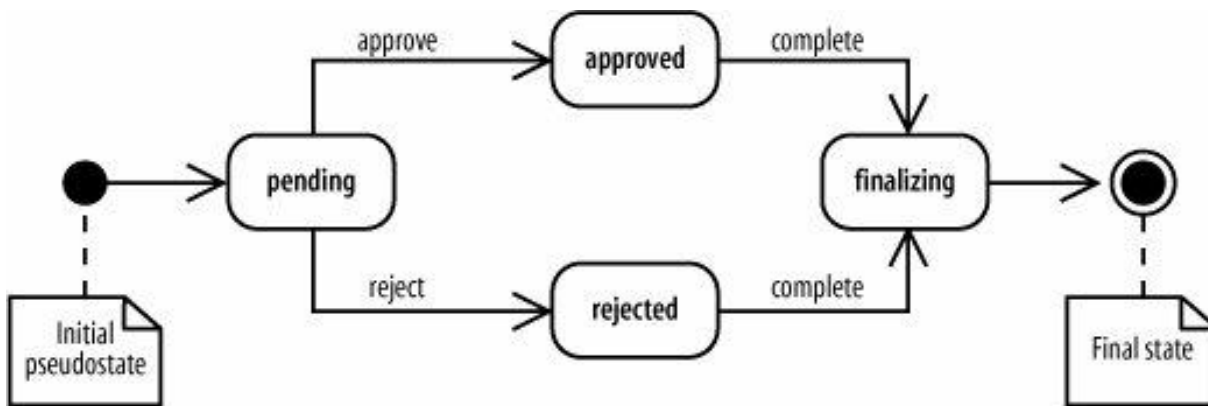 approve
approved
complete
pending
finalizing
reject
rejected
complete
Initial
pseudostate
Final state